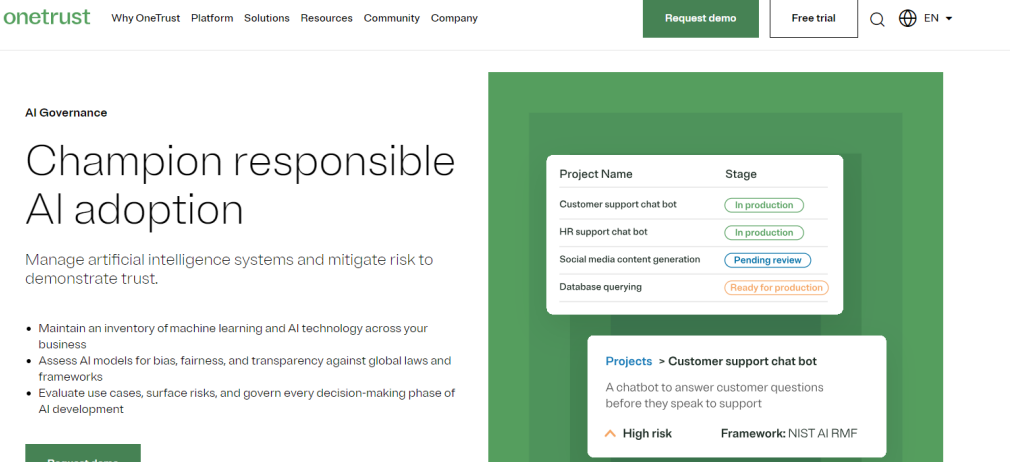 onetrust
Why OneTrust Platform Solutions Resources Community Company
Request demo
Free trial
EN
AI Governance
Champion responsible
AI adoption
Manage artificial intelligence systems and mitigate risk to
demonstrate trust.
Maintain an inventory of machine learning and AI technology across your
business
Assess AI models for bias, fairness, and transparency against global laws and
frameworks
Evaluate use cases, surface risks, and govern every decision-making phase of
AI development
Request demo
Project Name Stage
Customer support chat bot In production
HR support chat bot In production
Social media content generation Pending review
Database querying Ready for production
Projects > Customer support chat bot
A chatbot to answer customer questions
before they speak to support
High risk Framework: NIST AI RMF